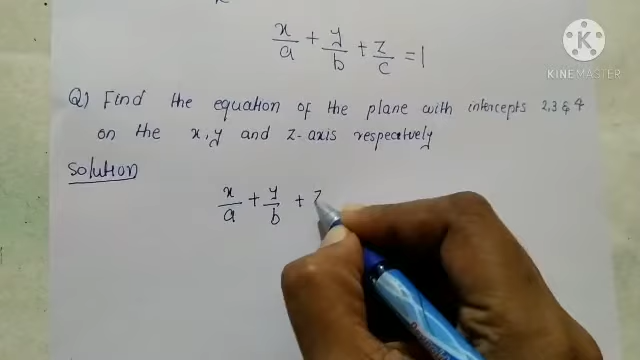 x/a + y/b + z/c = 1
KINEMASTER
Q) Find the equation of the plane with intercepts 2,3 & 4
on the x,y and z-axis respectively
Solution
x/a + y/b + z